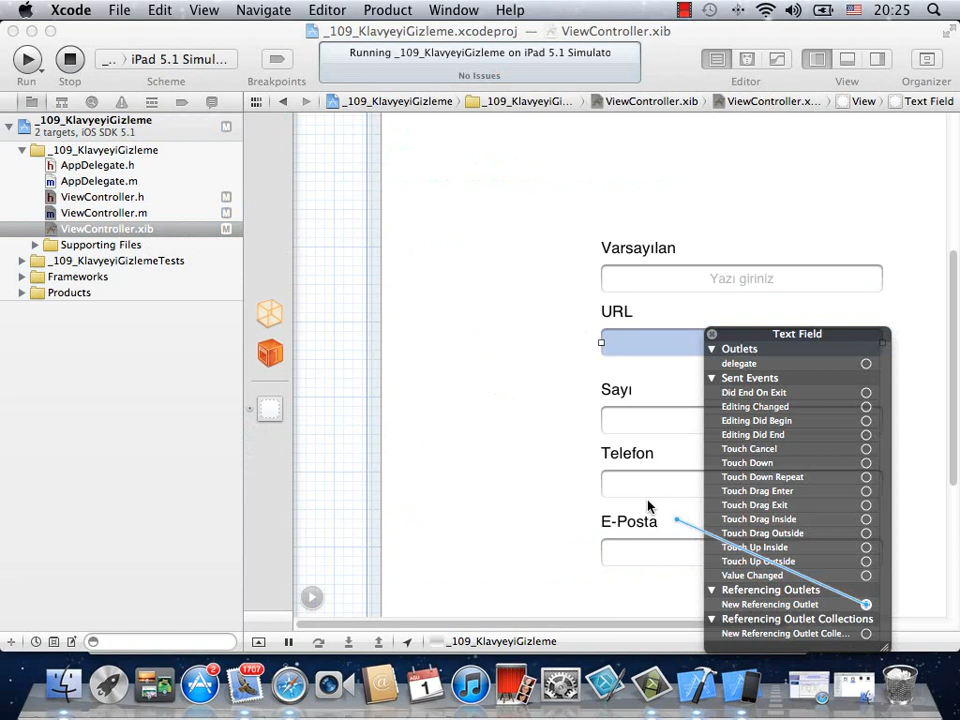 Xcode File Edit View Navigate Editor Product Window Help 20:25
_109_KlavyeyiGizleme.xcodeproj — ViewController.xib
.._ > iPad 5.1 Simul...
Running _109_KlavyeyiGizleme on iPad 5.1 Simulato
No Issues
Run Stop Scheme Breakpoints Editor View Organizer
_109_KlavyeyiGizleme _109_KlavyeyiGi... ViewController.xib ViewController.x... View Text Field
_109_KlavyeyiGizleme M
2 targets, iOS SDK 5.1
_109_KlavyeyiGizleme
AppDelegate.h
AppDelegate.m
ViewController.h M
ViewController.m M
ViewController.xib M
Supporting Files
_109_KlavyeyiGizlemeTests
Frameworks
Products
Varsayılan
Yazı giriniz
URL
Sayı
Telefon
E-Posta
Text Field
Outlets
delegate
Sent Events
Did End On Exit
Editing Changed
Editing Did Begin
Editing Did End
Touch Cancel
Touch Down
Touch Down Repeat
Touch Drag Enter
Touch Drag Exit
Touch Drag Inside
Touch Drag Outside
Touch Up Inside
Touch Up Outside
Value Changed
Referencing Outlets
New Referencing Outlet
Referencing Outlet Collections
New Referencing Outlet Colle...
_109_KlavyeyiGizleme
2
1707
1